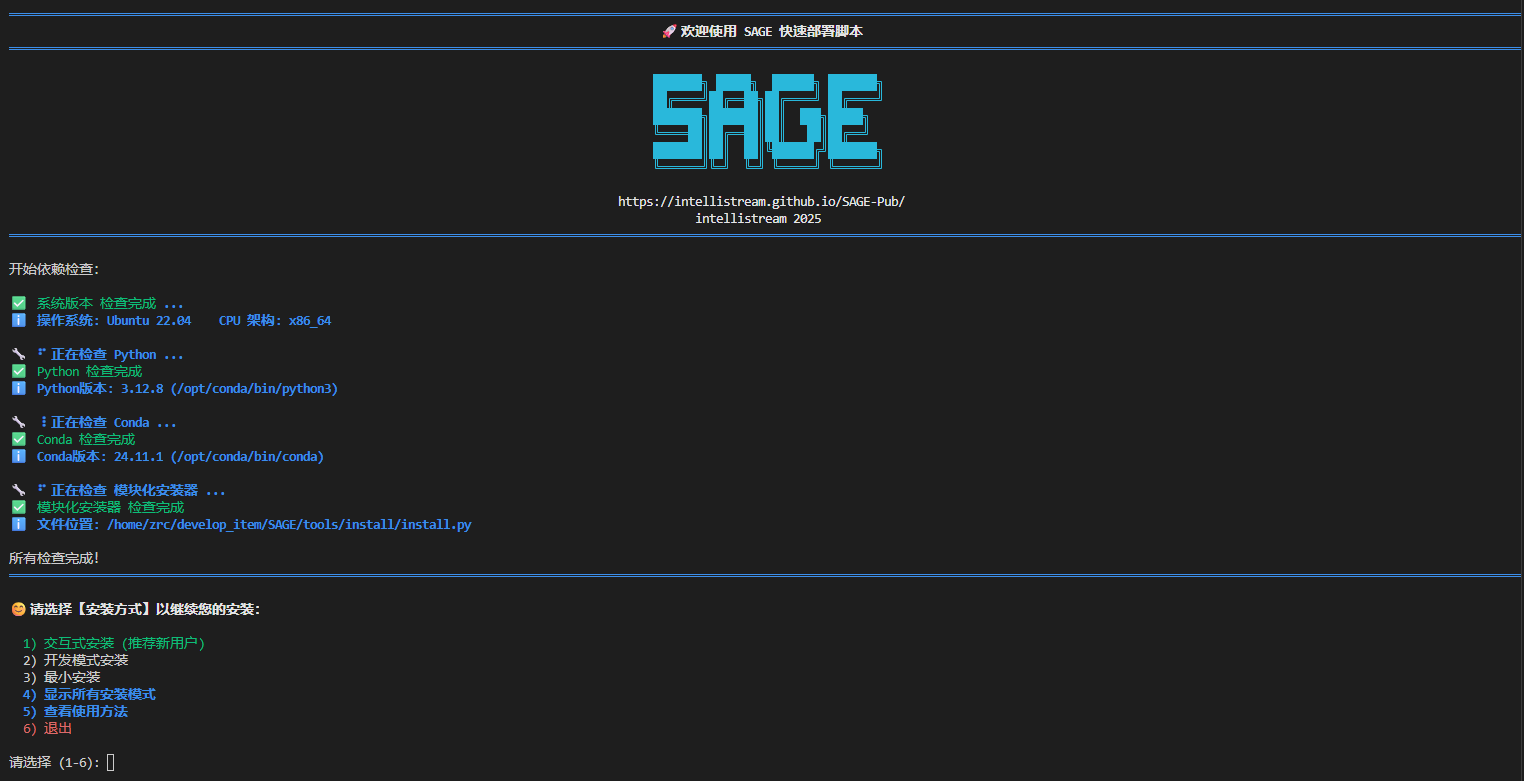 🚀 欢迎使用 SAGE 快速部署脚本
SAGE
https://intellistream.github.io/SAGE-Pub/
intellistream 2025
开始依赖检查:
✅ 系统版本 检查完成 ...
ℹ️ 操作系统: Ubuntu 22.04    CPU 架构: x86_64
🔧 ⠋ 正在检查 Python ...
✅ Python 检查完成
ℹ️ Python版本: 3.12.8 (/opt/conda/bin/python3)
🔧 ⠸ 正在检查 Conda ...
✅ Conda 检查完成
ℹ️ Conda版本: 24.11.1 (/opt/conda/bin/conda)
🔧 ⠋ 正在检查 模块化安装器 ...
✅ 模块化安装器 检查完成
ℹ️ 文件位置: /home/zrc/develop_item/SAGE/tools/install/install.py
所有检查完成!
😊 请选择【安装方式】以继续您的安装:
1) 交互式安装 (推荐新用户)
2) 开发模式安装
3) 最小安装
4) 显示所有安装模式
5) 查看使用方法
6) 退出
请选择 (1-6):